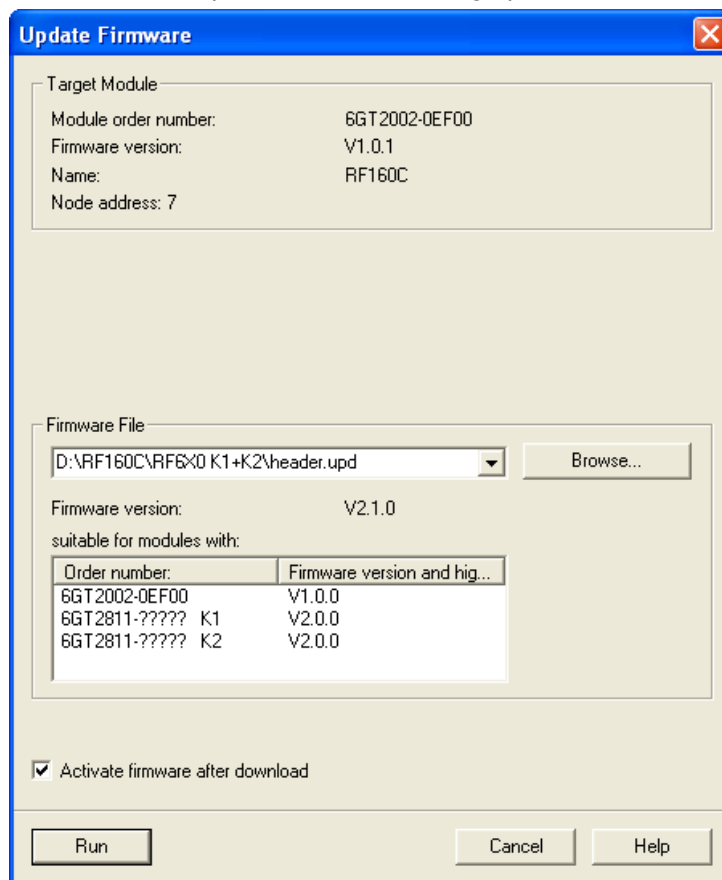 Update Firmware
Target Module
Module order number: 6GT2002-0EF00
Firmware version: V1.0.1
Name: RF160C
Node address: 7
Firmware File
D:\RF160C\RF6X0 K1+K2\header.upd Browse...
Firmware version: V2.1.0
suitable for modules with:
Order number: Firmware version and hig...
6GT2002-0EF00 V1.0.0
6GT2811-????? K1 V2.0.0
6GT2811-????? K2 V2.0.0
Activate firmware after download
Run Cancel Help